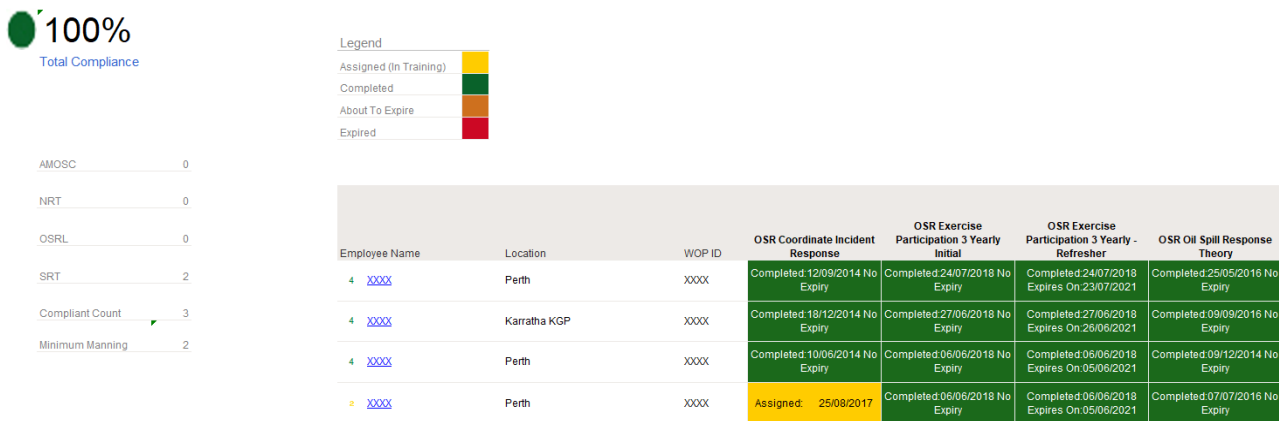 100%
Total Compliance
Legend
Assigned (In Training)
Completed
About To Expire
Expired
AMOSC 0
NRT 0
OSRL 0
SRT 2
Compliant Count 3
Minimum Manning 2
Employee Name Location WOP ID OSR Coordinate Incident Response OSR Exercise Participation 3 Yearly Initial OSR Exercise Participation 3 Yearly - Refresher OSR Oil Spill Response Theory
4 XXXX Perth XXXX Completed:12/09/2014 No Expiry Completed:24/07/2018 No Expiry Completed:24/07/2018 Expires On:23/07/2021 Completed:25/05/2016 No Expiry
4 XXXX Karratha KGP XXXX Completed:18/12/2014 No Expiry Completed:27/06/2018 No Expiry Completed:27/06/2018 Expires On:26/06/2021 Completed:09/09/2016 No Expiry
4 XXXX Perth XXXX Completed:10/06/2014 No Expiry Completed:06/06/2018 No Expiry Completed:06/06/2018 Expires On:05/06/2021 Completed:09/12/2014 No Expiry
2 XXXX Perth XXXX Assigned: 25/08/2017 Completed:06/06/2018 No Expiry Completed:06/06/2018 Expires On:05/06/2021 Completed:07/07/2016 No Expiry